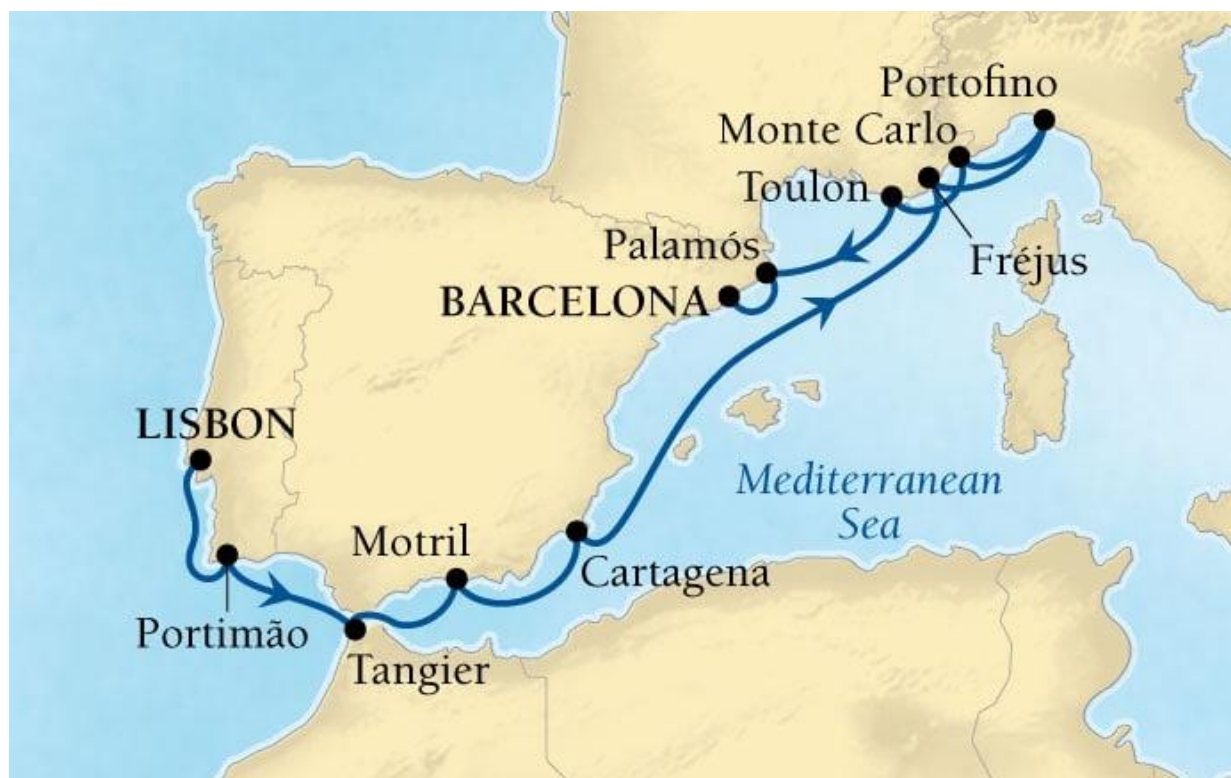 Portofino
Monte Carlo
Toulon
Palamós
Fréjus
BARCELONA
LISBON
Mediterranean
Sea
Motril
Cartagena
Portimão
Tangier